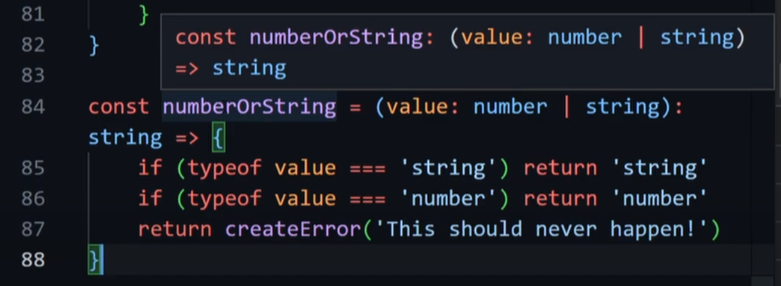 81 }
const numberOrString: (value: number | string)
82 }
=> string
83
84 const numberOrString = (value: number | string):
string => {
85 if (typeof value === 'string') return 'string'
86 if (typeof value === 'number') return 'number'
87 return createError('This should never happen!')
88 }